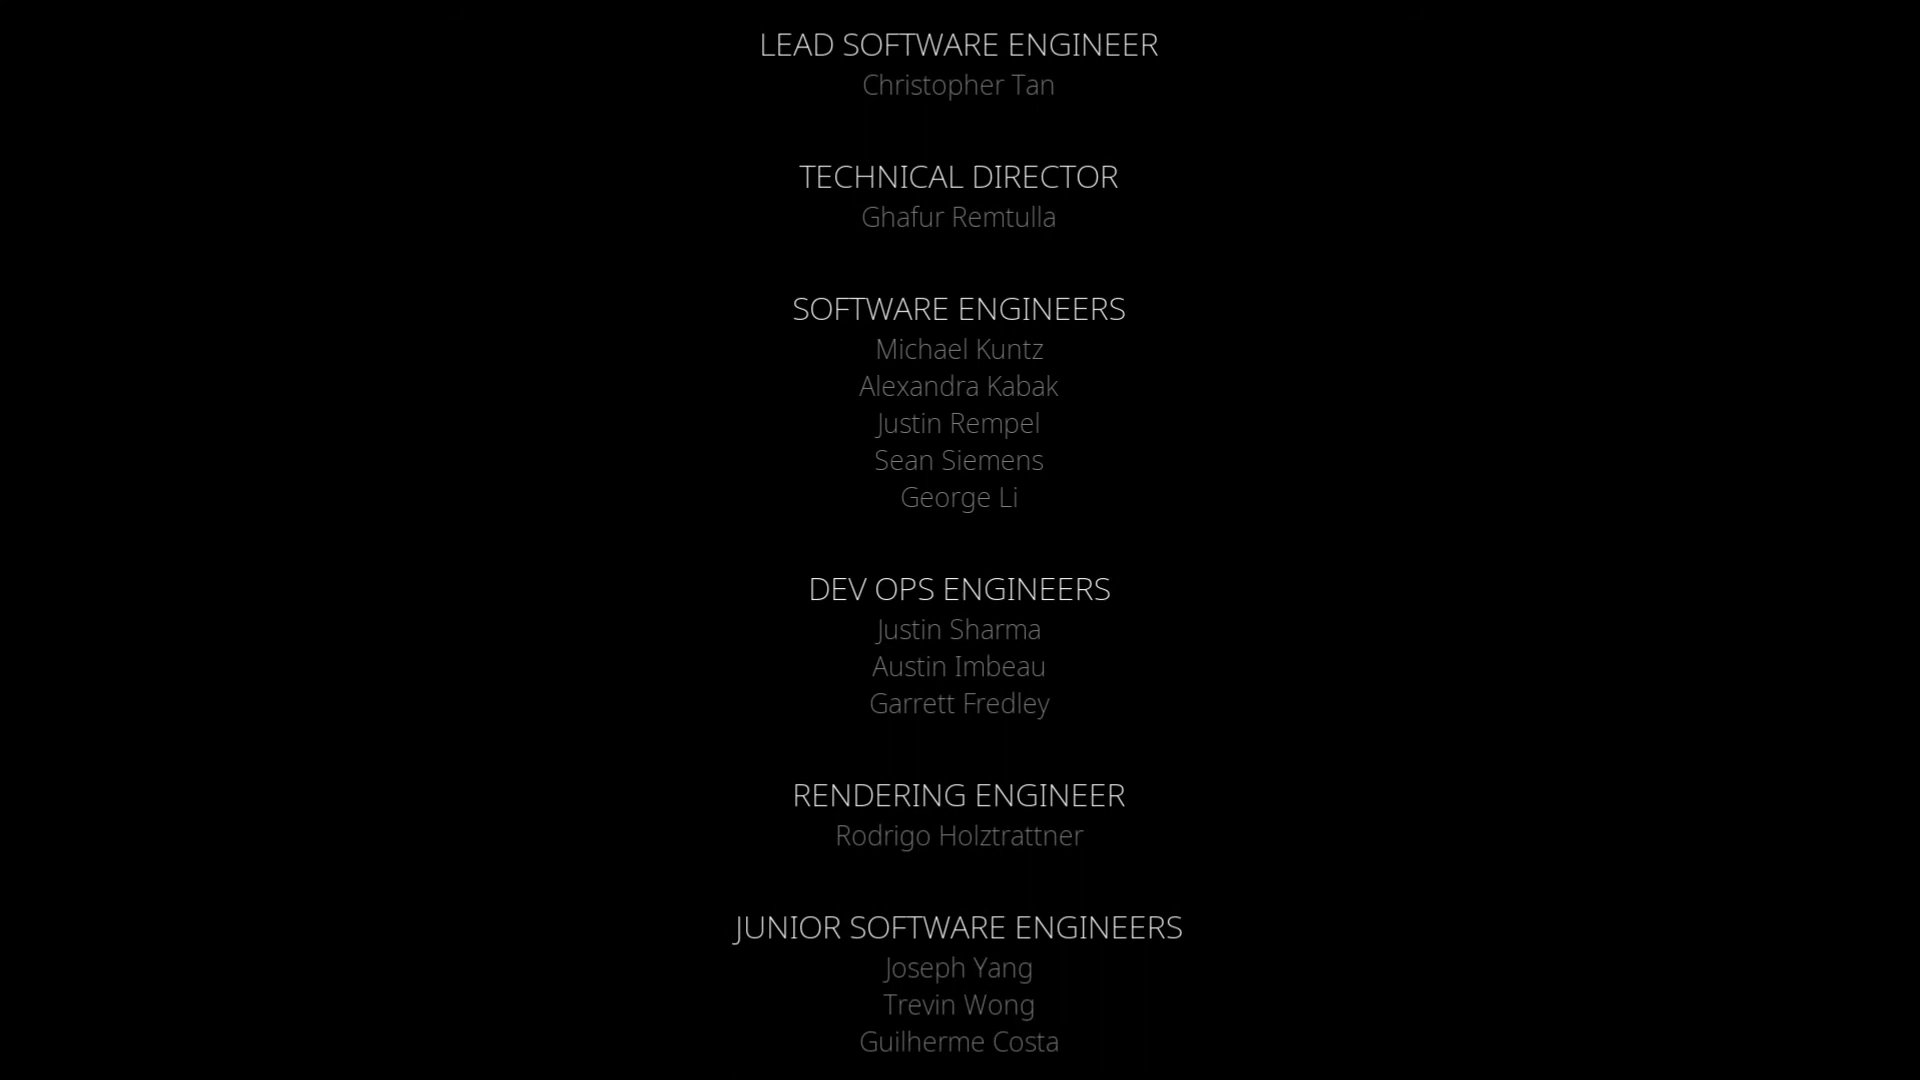 LEAD SOFTWARE ENGINEER
Christopher Tan
TECHNICAL DIRECTOR
Ghafur Remtulla
SOFTWARE ENGINEERS
Michael Kuntz
Alexandra Kabak
Justin Rempel
Sean Siemens
George Li
DEV OPS ENGINEERS
Justin Sharma
Austin Imbeau
Garrett Fredley
RENDERING ENGINEER
Rodrigo Holztrattner
JUNIOR SOFTWARE ENGINEERS
Joseph Yang
Trevin Wong
Guilherme Costa